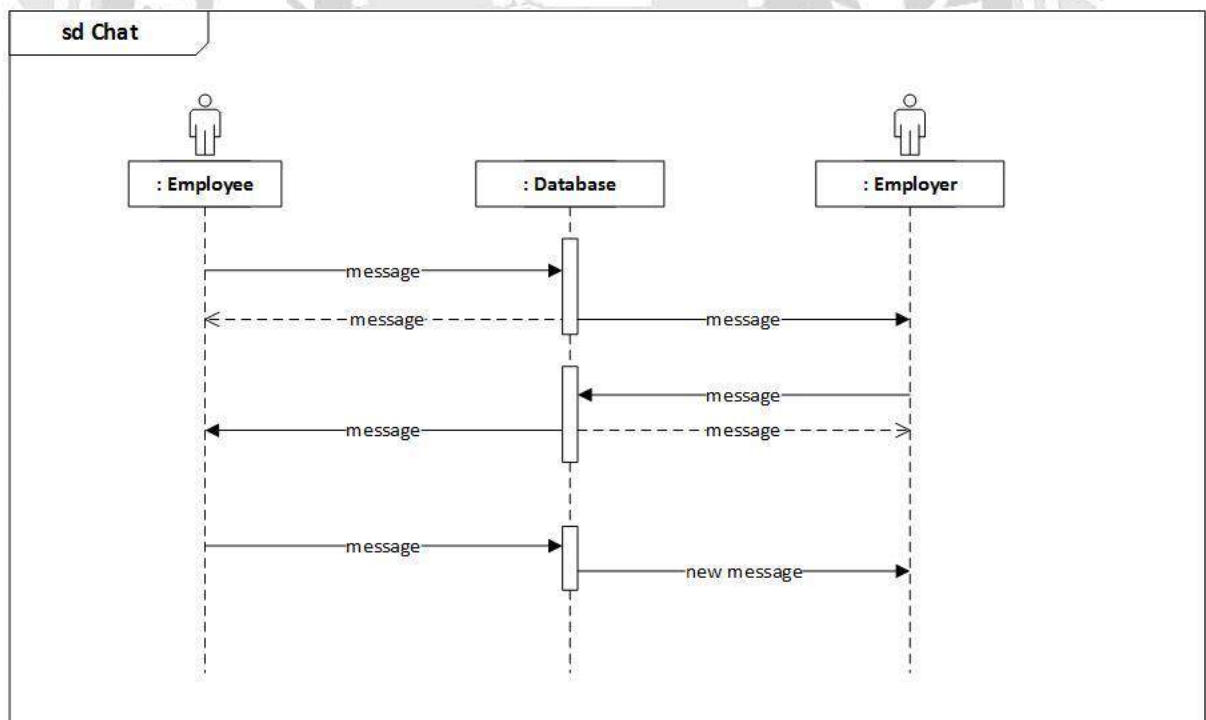 sd Chat
: Employee
: Database
: Employer
message
message
message
message
message
message
message
new message